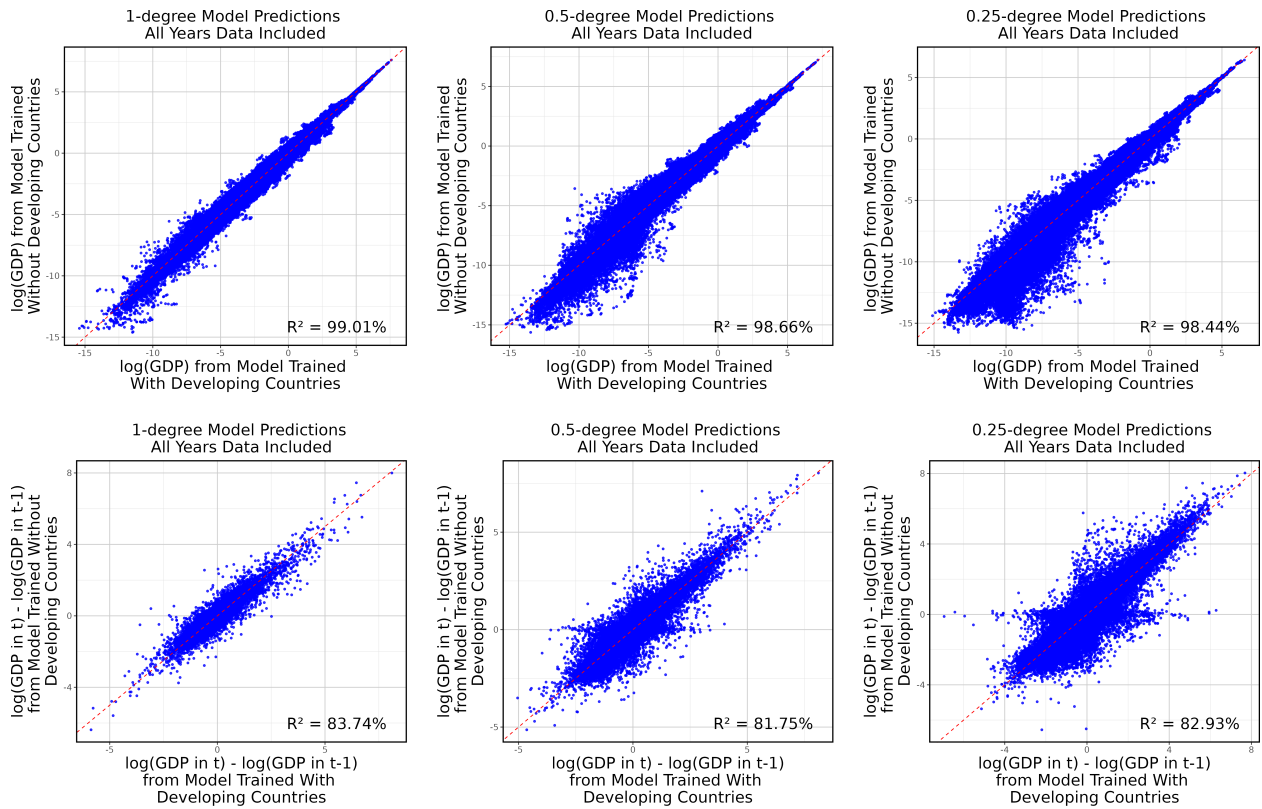 1-degree Model Predictions
All Years Data Included
log(GDP) from Model Trained
Without Developing Countries
5
0
-5
-10
-15
R² = 99.01%
-15
-10
-5
0
5
log(GDP) from Model Trained
With Developing Countries
0.5-degree Model Predictions
All Years Data Included
log(GDP) from Model Trained
Without Developing Countries
5
0
-5
-10
-15
R² = 98.66%
-15
-10
-5
0
5
log(GDP) from Model Trained
With Developing Countries
0.25-degree Model Predictions
All Years Data Included
log(GDP) from Model Trained
Without Developing Countries
5
0
-5
-10
-15
R² = 98.44%
-15
-10
-5
0
5
log(GDP) from Model Trained
With Developing Countries
1-degree Model Predictions
All Years Data Included
log(GDP in t) - log(GDP in t-1)
from Model Trained Without
Developing Countries
8
4
0
-4
R² = 83.74%
-5
0
5
log(GDP in t) - log(GDP in t-1)
from Model Trained With
Developing Countries
0.5-degree Model Predictions
All Years Data Included
log(GDP in t) - log(GDP in t-1)
from Model Trained Without
Developing Countries
5
0
-5
R² = 81.75%
-5
0
5
log(GDP in t) - log(GDP in t-1)
from Model Trained With
Developing Countries
0.25-degree Model Predictions
All Years Data Included
log(GDP in t) - log(GDP in t-1)
from Model Trained Without
Developing Countries
8
4
0
-4
R² = 82.93%
-4
0
4
8
log(GDP in t) - log(GDP in t-1)
from Model Trained With
Developing Countries